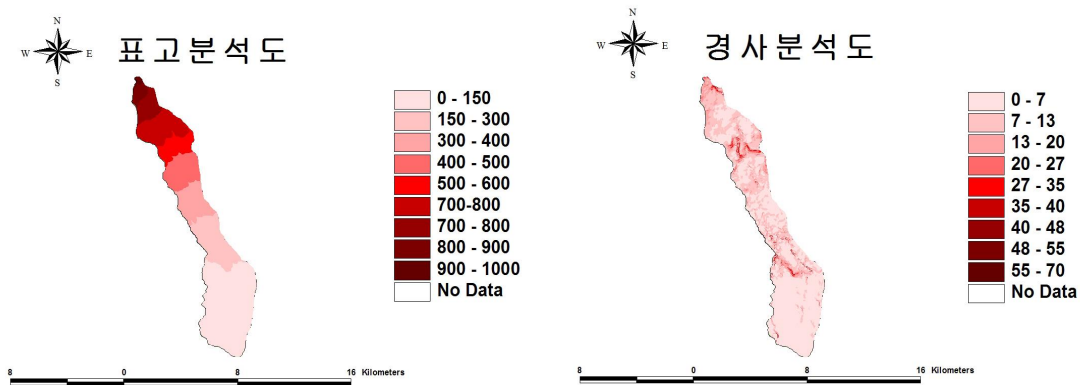 N
W E
S
표고분석도
0 - 150
150 - 300
300 - 400
400 - 500
500 - 600
700-800
700 - 800
800 - 900
900 - 1000
No Data
8 0 8 16 Kilometers
N
W E
S
경사분석도
0 - 7
7 - 13
13 - 20
20 - 27
27 - 35
35 - 40
40 - 48
48 - 55
55 - 70
No Data
8 0 8 16 Kilometers